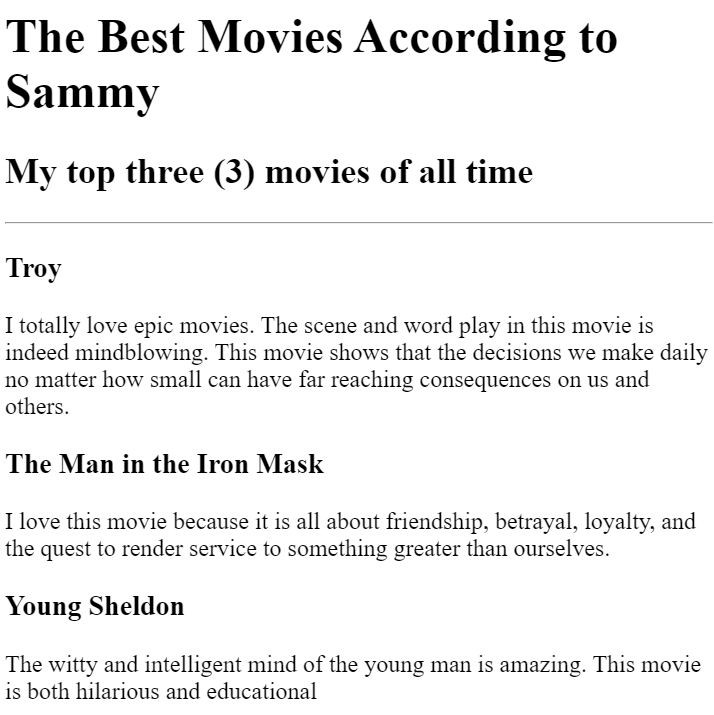 The Best Movies According to
Sammy
My top three (3) movies of all time
Troy
I totally love epic movies. The scene and word play in this movie is
indeed mindblowing. This movie shows that the decisions we make daily
no matter how small can have far reaching consequences on us and
others.
The Man in the Iron Mask
I love this movie because it is all about friendship, betrayal, loyalty, and
the quest to render service to something greater than ourselves.
Young Sheldon
The witty and intelligent mind of the young man is amazing. This movie
is both hilarious and educational